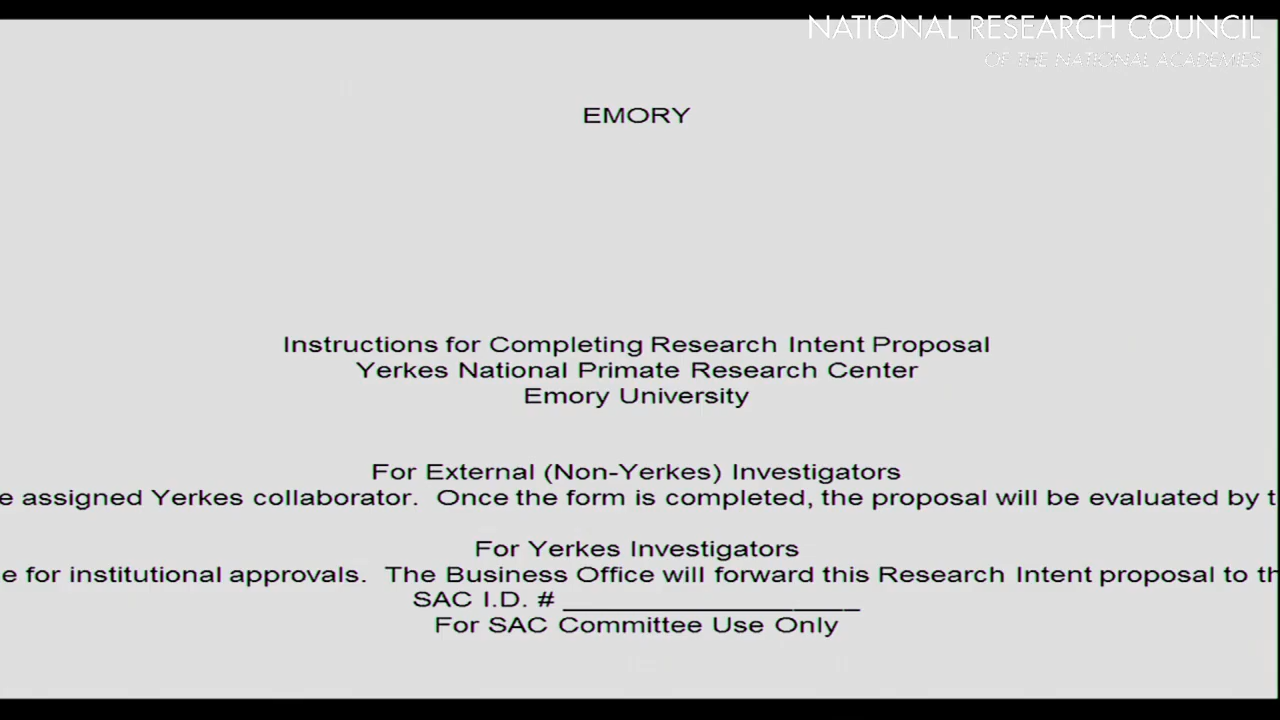 NATIONAL RESEARCH COUNCIL
OF THE NATIONAL ACADEMIES
EMORY
Instructions for Completing Research Intent Proposal
Yerkes National Primate Research Center
Emory University
For External (Non-Yerkes) Investigators
e assigned Yerkes collaborator. Once the form is completed, the proposal will be evaluated by t
For Yerkes Investigators
e for institutional approvals. The Business Office will forward this Research Intent proposal to th
SAC I.D. # ______________________
For SAC Committee Use Only